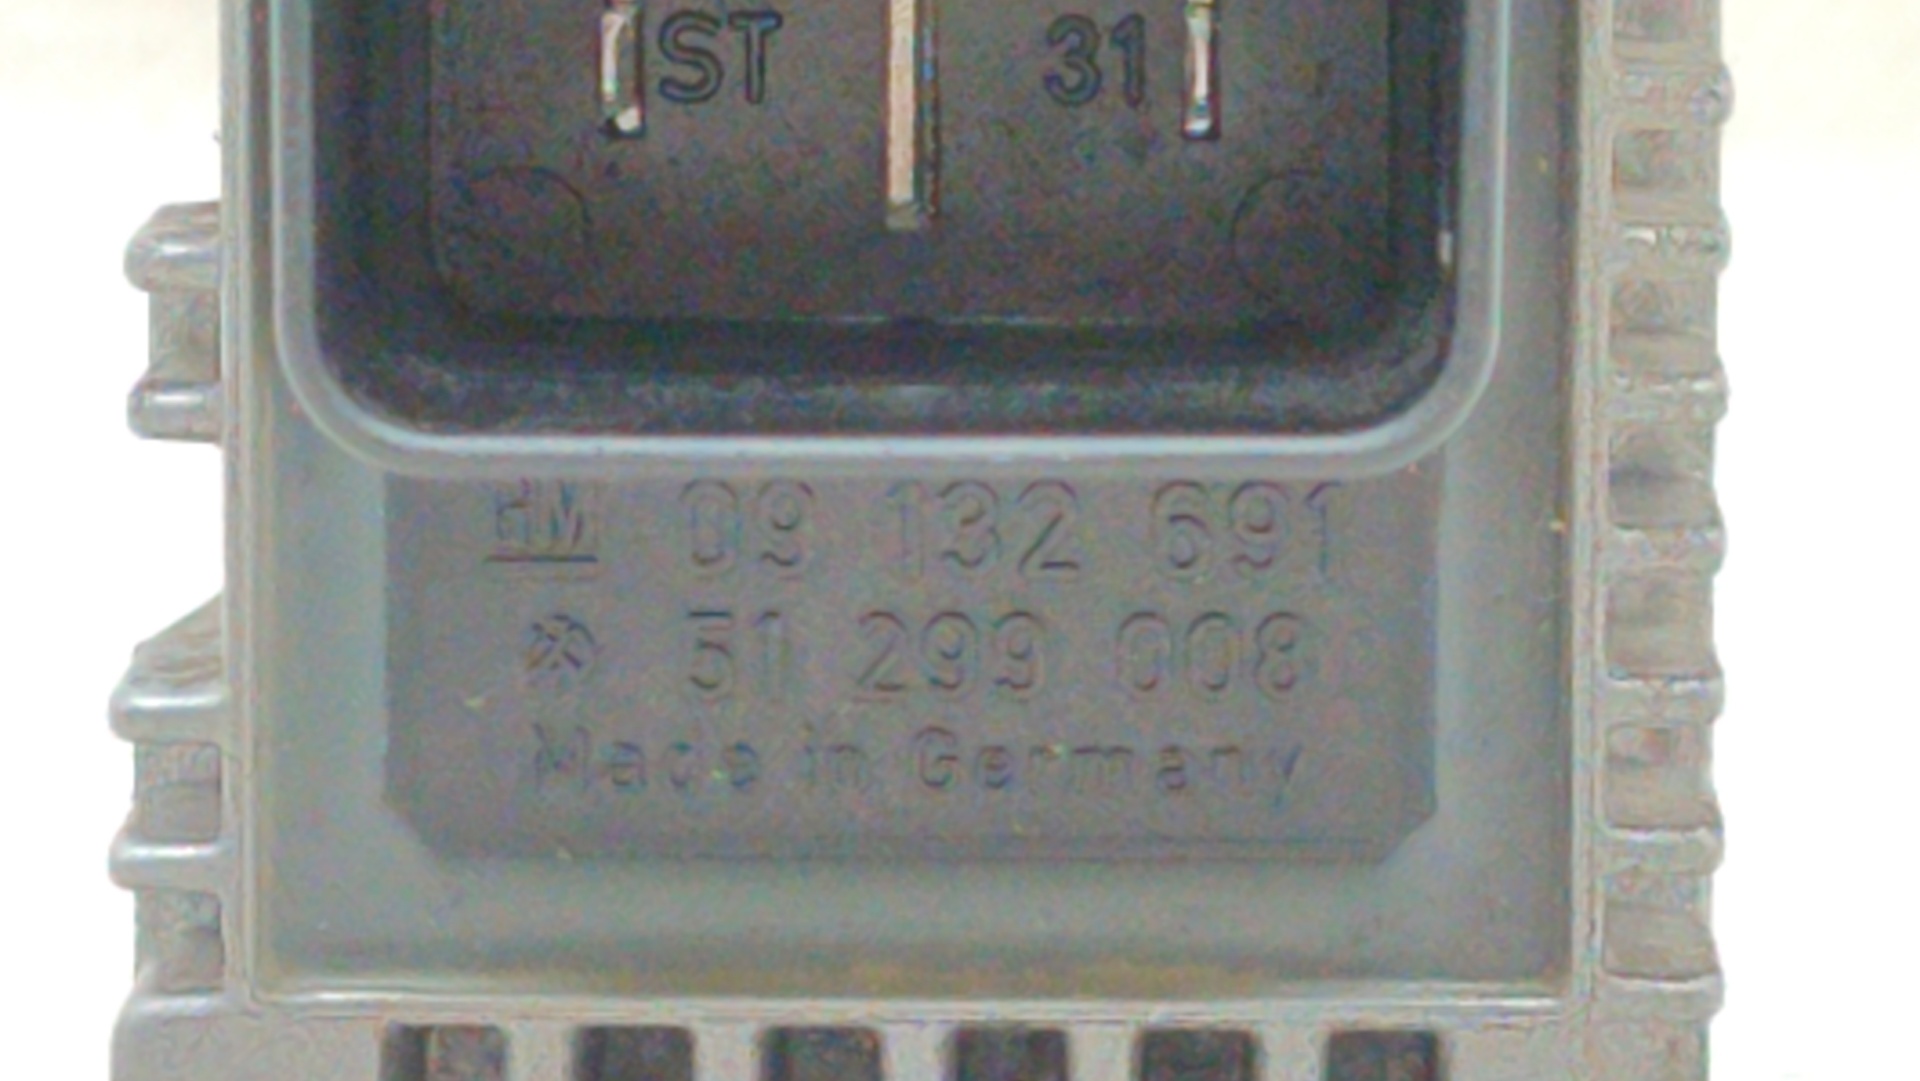 ST 31
GM 09 132 691
51 299 008
Made in Germany